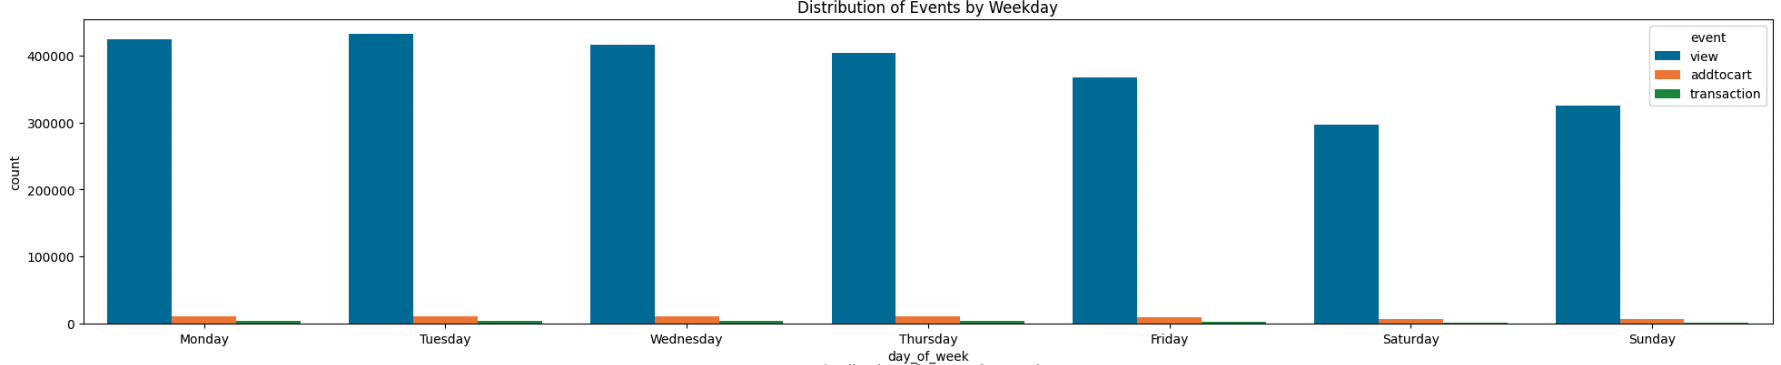 Distribution of Events by Weekday
event
view
addtocart
transaction
count
400000
300000
200000
100000
0
Monday Tuesday Wednesday Thursday Friday Saturday Sunday
day_of_week